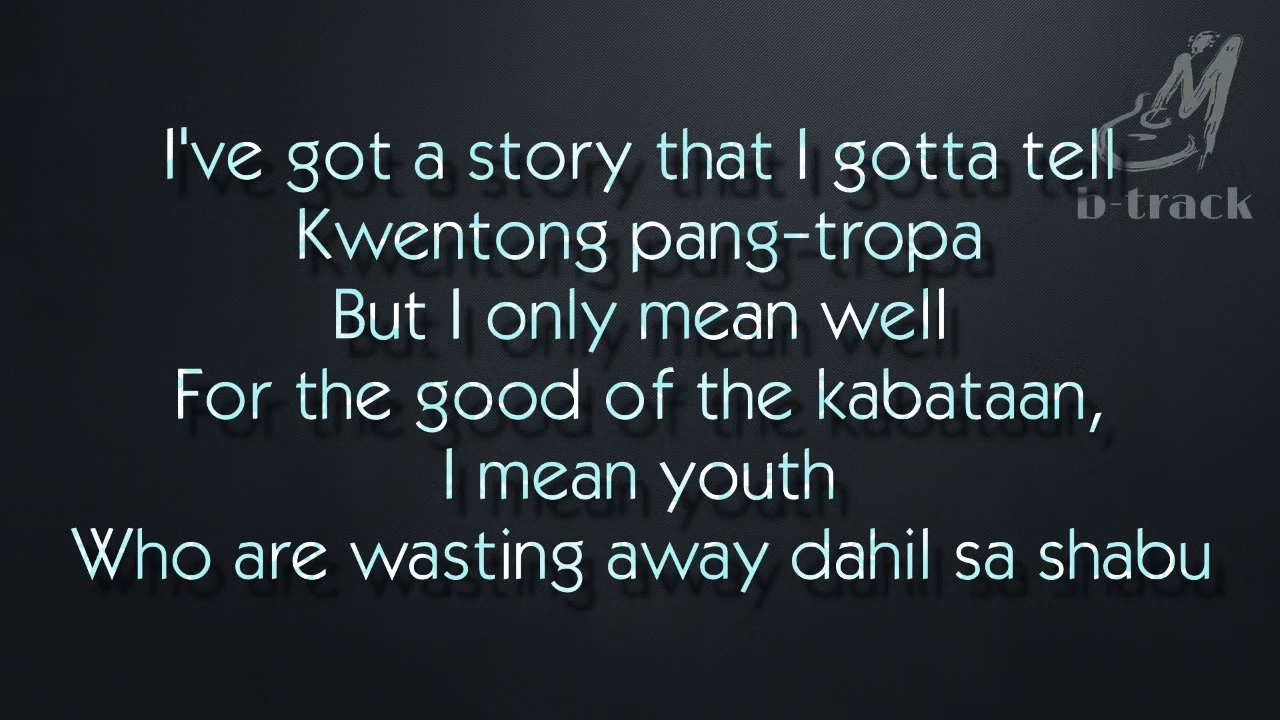 I've got a story that I gotta tell
Kwentong pang-tropa
But I only mean well
For the good of the kabataan,
I mean youth
Who are wasting away dahil sa shabu
M
b-track